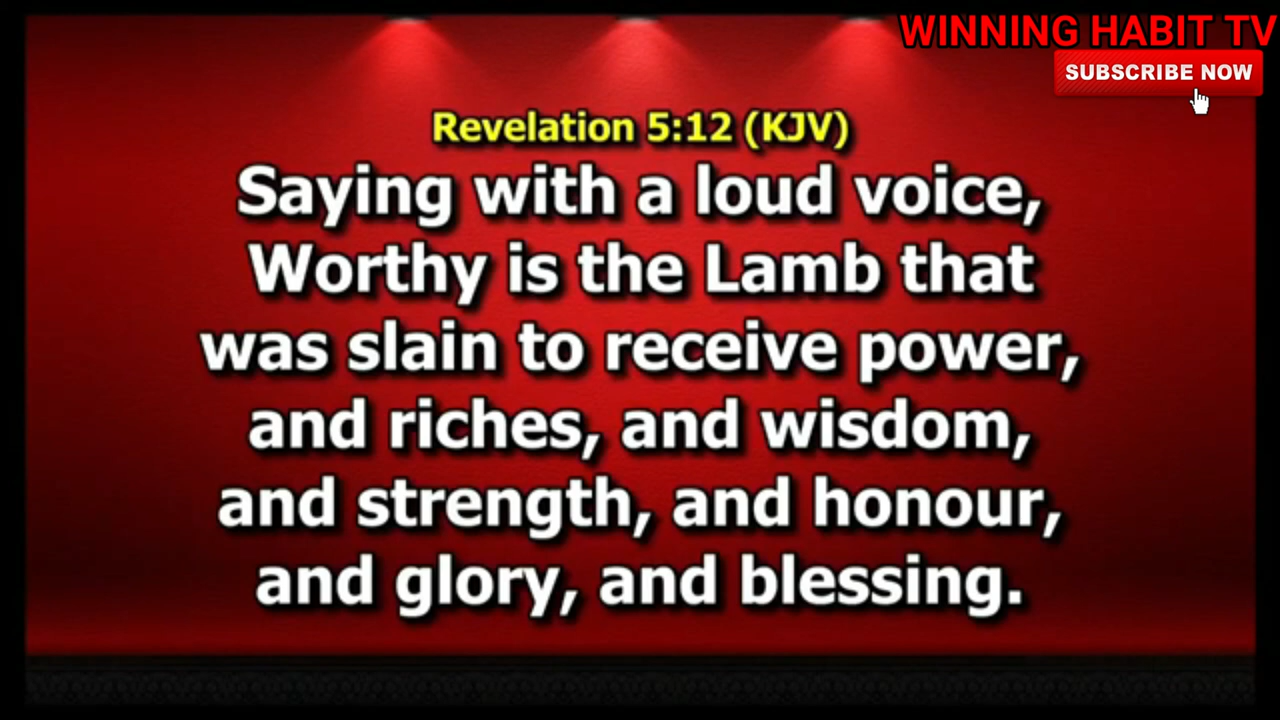 WINNING HABIT TV
SUBSCRIBE NOW
Revelation 5:12 (KJV)
Saying with a loud voice,
Worthy is the Lamb that
was slain to receive power,
and riches, and wisdom,
and strength, and honour,
and glory, and blessing.